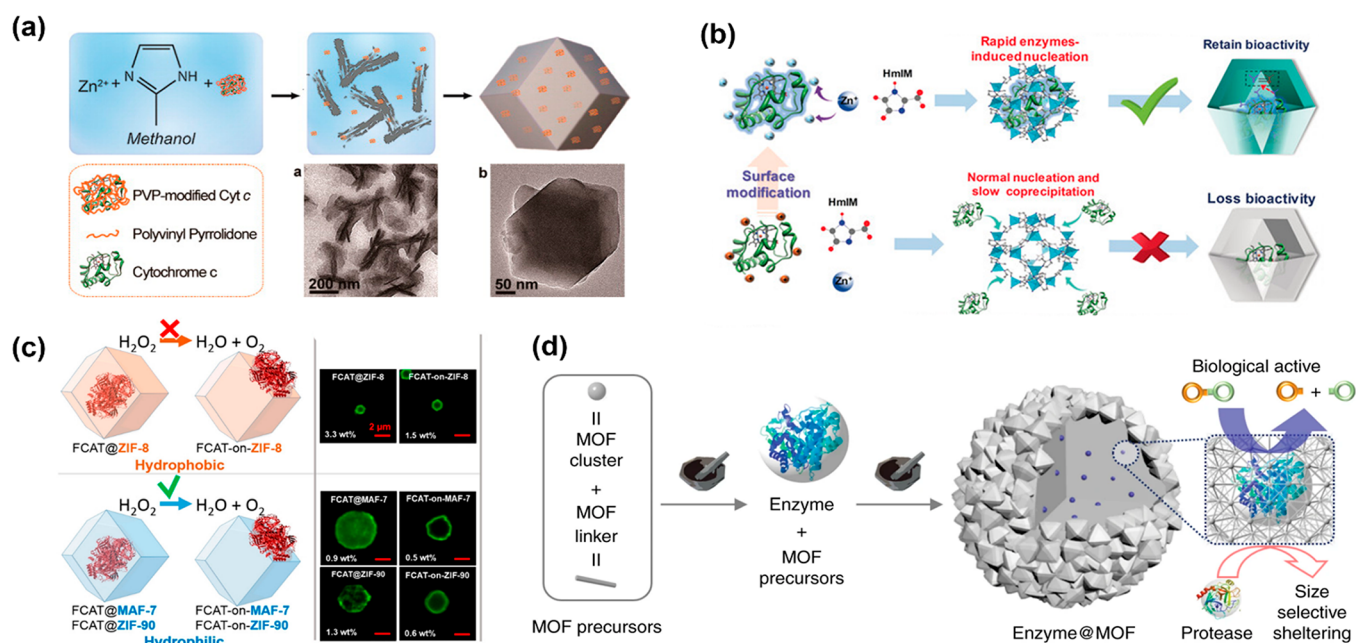 (a)
Zn²⁺ +
N
NH
+
Methanol
PVP-modified Cyt c
Polyvinyl Pyrrolidone
Cytochrome c
a
200 nm
b
50 nm
(b)
Rapid enzymes-
induced nucleation
Retain bioactivity
HmIM
Zn⁺
Surface
modification
Normal nucleation and
slow coprecipitation
Loss bioactivity
HmIM
Zn⁺
(c)
H₂O₂
H₂O + O₂
FCAT@ZIF-8
FCAT-on-ZIF-8
Hydrophobic
H₂O₂
H₂O + O₂
FCAT@MAF-7
FCAT-on-MAF-7
FCAT@ZIF-90
FCAT-on-ZIF-90
Hydrophilic
FCAT@ZIF-8
FCAT-on-ZIF-8
2 μm
3.3 wt%
1.5 wt%
FCAT@MAF-7
FCAT-on-MAF-7
0.9 wt%
0.5 wt%
FCAT@ZIF-90
FCAT-on-ZIF-90
1.3 wt%
0.6 wt%
(d)
MOF
cluster
+
MOF
linker
MOF precursors
Enzyme
+
MOF
precursors
Enzyme@MOF
Biological active
+
Protease
Size
selective
sheltering